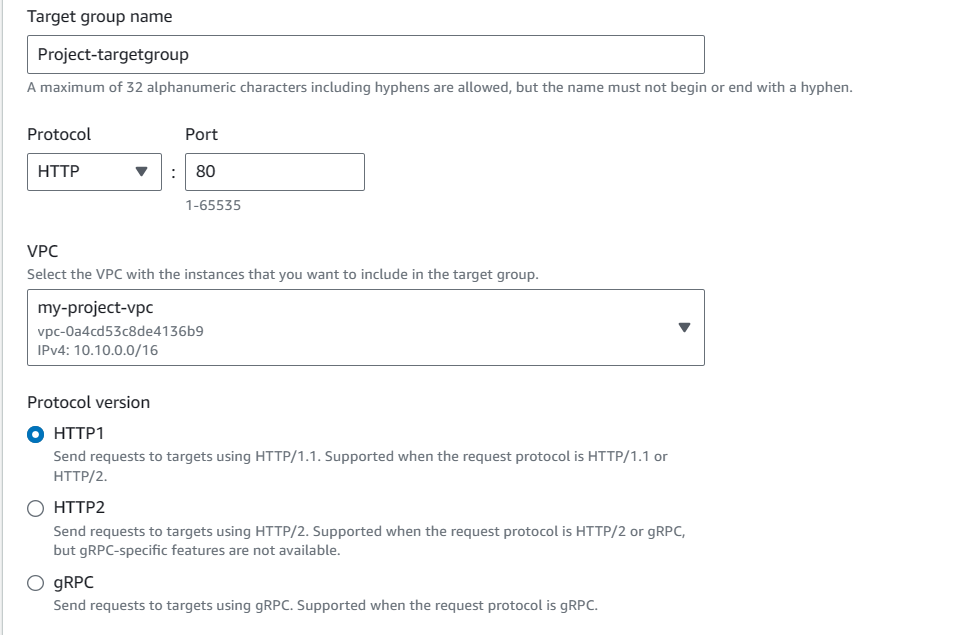 Target group name
Project-targetgroup
A maximum of 32 alphanumeric characters including hyphens are allowed, but the name must not begin or end with a hyphen.
Protocol Port
HTTP : 80
1-65535
VPC
Select the VPC with the instances that you want to include in the target group.
my-project-vpc
vpc-0a4cd53c8de4136b9
IPv4: 10.10.0.0/16
Protocol version
HTTP1
Send requests to targets using HTTP/1.1. Supported when the request protocol is HTTP/1.1 or
HTTP/2.
HTTP2
Send requests to targets using HTTP/2. Supported when the request protocol is HTTP/2 or gRPC,
but gRPC-specific features are not available.
gRPC
Send requests to targets using gRPC. Supported when the request protocol is gRPC.